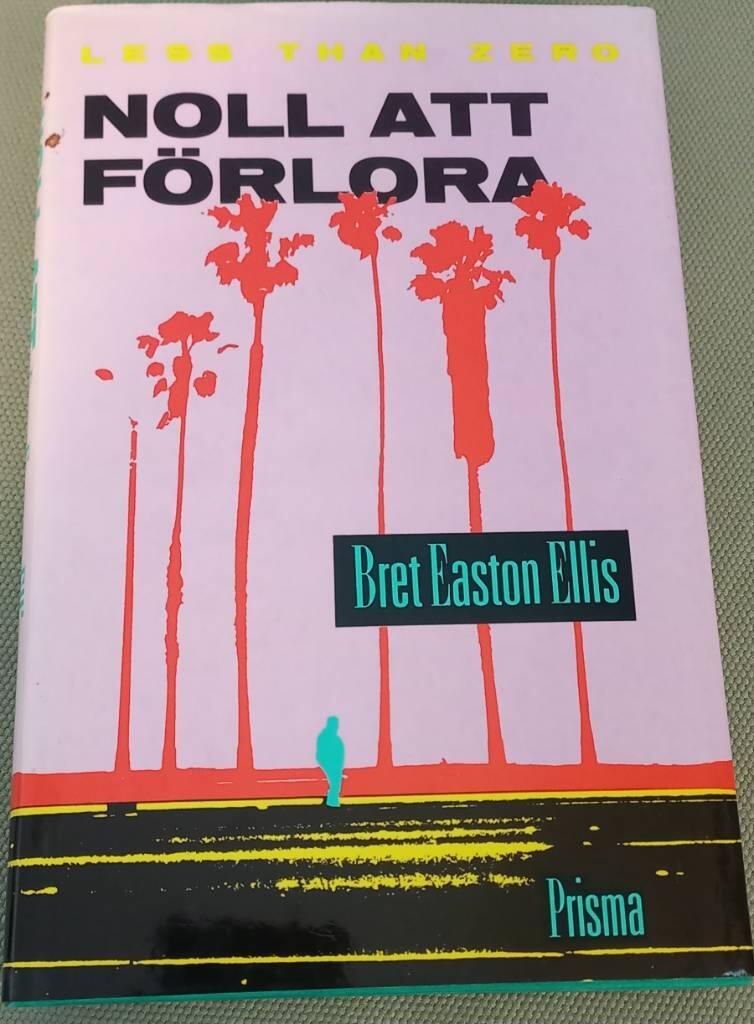 LESS THAN ZERO
NOLL ATT
FÖRLORA
Bret Easton Ellis
Prisma